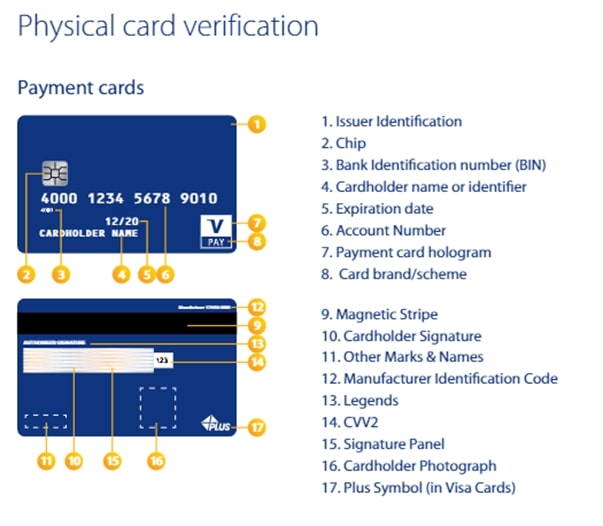 Physical card verification
Payment cards
1
4000 1234 5678 9010
4000
12/20
CARDHOLDER NAME
V
PAY
7
8
2
3
4
5
6
12
9
AUTHORIZED SIGNATURE
13
123
14
PLUS
17
11
10
15
16
1. Issuer Identification
2. Chip
3. Bank Identification number (BIN)
4. Cardholder name or identifier
5. Expiration date
6. Account Number
7. Payment card hologram
8. Card brand/scheme
9. Magnetic Stripe
10. Cardholder Signature
11. Other Marks & Names
12. Manufacturer Identification Code
13. Legends
14. CVV2
15. Signature Panel
16. Cardholder Photograph
17. Plus Symbol (in Visa Cards)